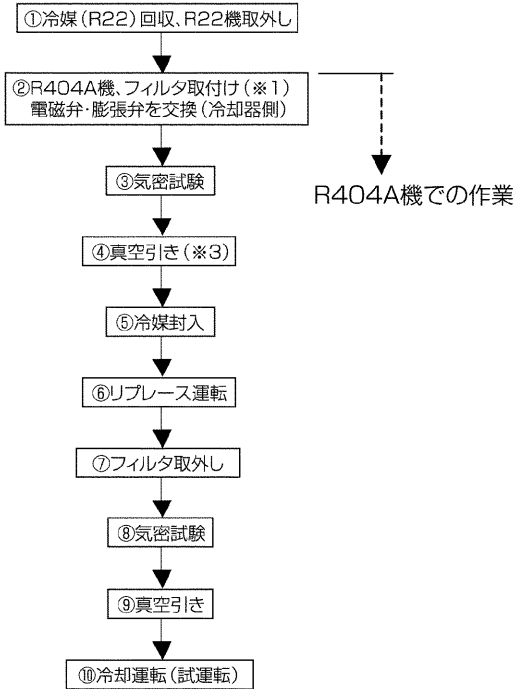 ①冷媒(R22)回収、R22機取外し
②R404A機、フィルタ取付け(※1)
電磁弁・膨張弁を交換(冷却器側)
R404A機での作業
③気密試験
④真空引き(※3)
⑤冷媒封入
⑥リプレース運転
⑦フィルタ取外し
⑧気密試験
⑨真空引き
⑩冷却運転(試運転)